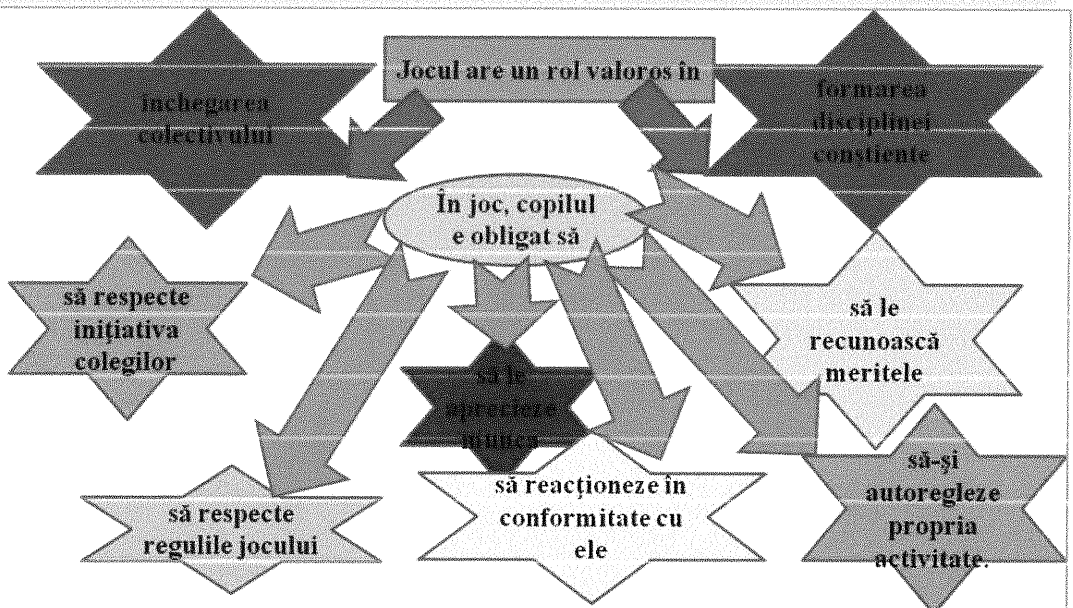 Jocul are un rol valoros în
închegarea
colectivului
formarea
disciplinei
conștiente
În joc, copilul
e obligat să
să respecte
inițiativa
colegilor
să le
recunoască
meritele
să le
aprecieze
munca
să-și
autoregleze
propria
activitate.
să reacționeze în
conformitate cu
ele
să respecte
regulile jocului